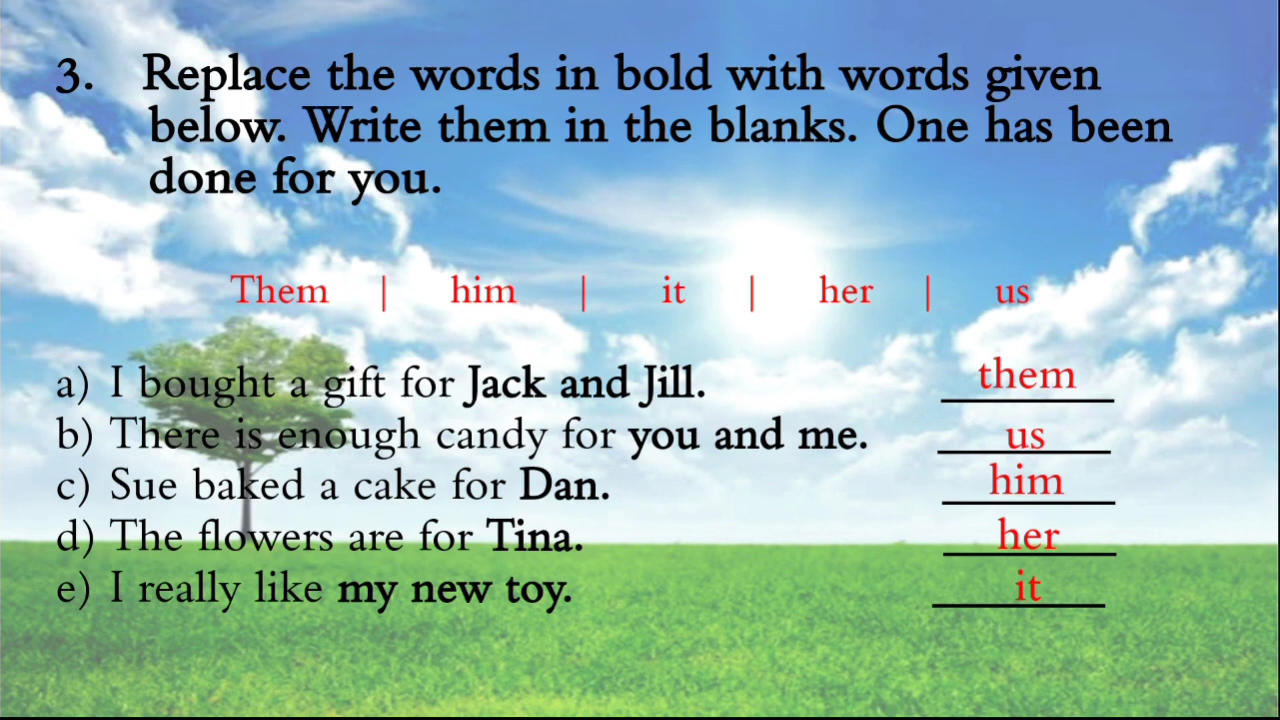 3. Replace the words in bold with words given
below. Write them in the blanks. One has been
done for you.
Them | him | it | her | us
a) I bought a gift for Jack and Jill. them
b) There is enough candy for you and me. us
c) Sue baked a cake for Dan. him
d) The flowers are for Tina. her
e) I really like my new toy. it